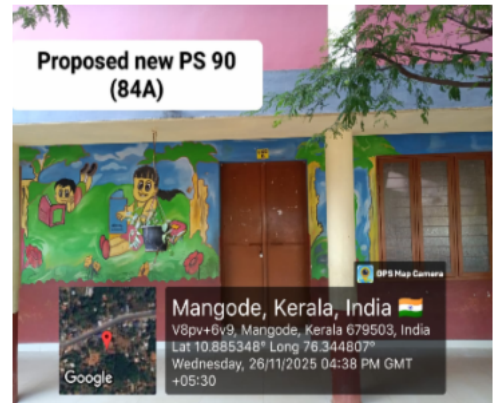 Proposed new PS 90
(84A)
GPS Map Camera
Mangode, Kerala, India 🇮🇳
V8pv+6v9, Mangode, Kerala 679503, India
Lat 10.885348° Long 76.344807°
Wednesday, 26/11/2025 04:38 PM GMT
+05:30
Google